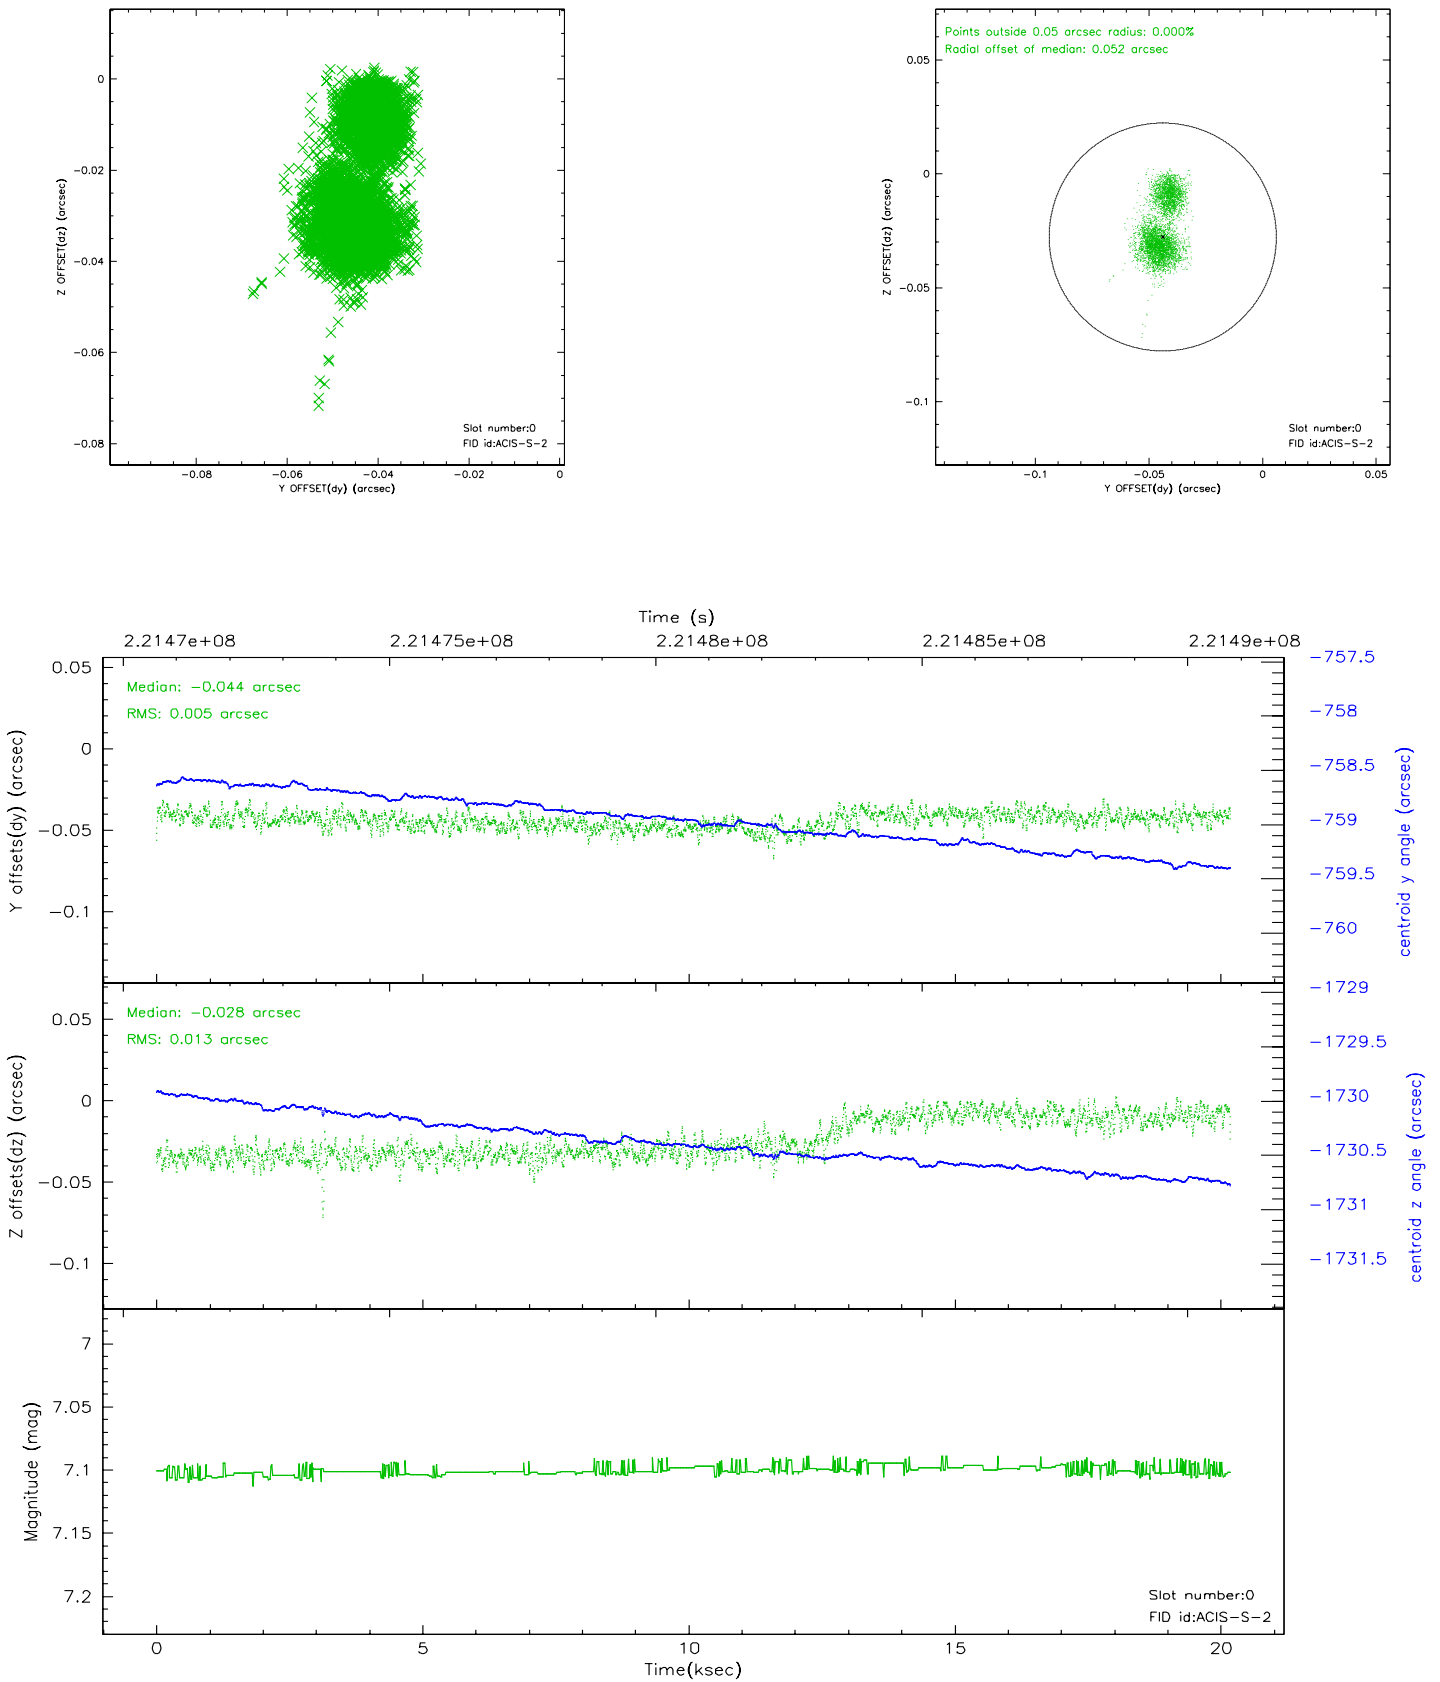 Points outside 0.05 arcsec radius: 0.000%
Radial offset of median: 0.052 arcsec
0
−0.02
−0.04
−0.06
−0.08
Z OFFSET(dz) (arcsec)
Slot number:0
FID id:ACIS−S−2
−0.08
−0.06
−0.04
−0.02
0
Y OFFSET(dy) (arcsec)
0.05
0
−0.05
−0.1
Z OFFSET(dz) (arcsec)
Slot number:0
FID id:ACIS−S−2
−0.1
−0.05
0
0.05
Y OFFSET(dy) (arcsec)
Time (s)
2.2147e+08
2.21475e+08
2.2148e+08
2.21485e+08
2.2149e+08
Median: −0.044 arcsec
RMS: 0.005 arcsec
0.05
0
−0.05
−0.1
Y offsets(dy) (arcsec)
−757.5
−758
−758.5
−759
−759.5
−760
centroid y angle (arcsec)
Median: −0.028 arcsec
RMS: 0.013 arcsec
0.05
0
−0.05
−0.1
Z offsets(dz) (arcsec)
−1729
−1729.5
−1730
−1730.5
−1731
−1731.5
centroid z angle (arcsec)
7
7.05
7.1
7.15
7.2
Magnitude (mag)
Slot number:0
FID id:ACIS−S−2
0
5
10
15
20
Time(ksec)